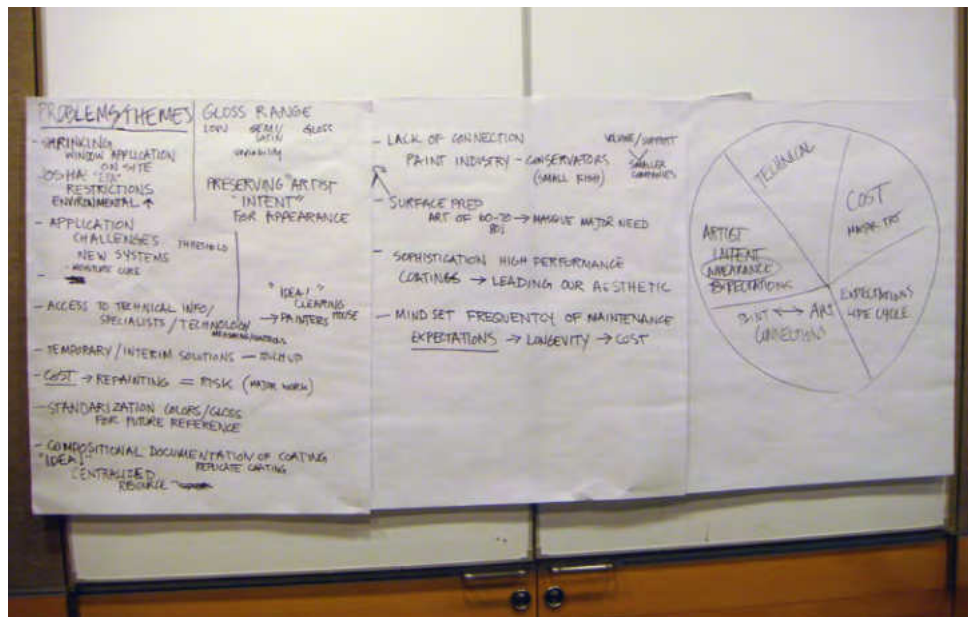 PROBLEMS/THEMES
- SHRINKING
WINDOW APPLICATION
ON SITE
OSHA "EPA"
RESTRICTIONS
ENVIRONMENTAL ↑
- APPLICATION
CHALLENGES
NEW SYSTEMS
- MOISTURE CURE
THRESHOLD
- ACCESS TO TECHNICAL INFO/
SPECIALISTS/TECHNOLOGY
- TEMPORARY/INTERIM SOLUTIONS —
- COST → REPAINTING = RISK (MAJOR WORK)
- STANDARIZATION COLORS/GLOSS
FOR FUTURE REFERENCE
- COMPOSITIONAL DOCUMENTATION OF COATING
"IDEA!" REPLICATE COATING
CENTRALIZED
RESOURCE
GLOSS RANGE
LOW SEMI/ GLOSS
SATIN
VARIABILITY
PRESERVING "ARTIST
"INTENT"
FOR APPEARANCE
"IDEA!"
CLEARING
HOUSE
→ PAINTERS
- LACK OF CONNECTION
PAINT INDUSTRY - CONSERVATORS
(SMALL FISH)
VOLUME/SUPPORT
SMALLER
COMPANIES
- SURFACE PREP
ART OF 60-70 → MAJOR NEED
- SOPHISTICATION HIGH PERFORMANCE
COATINGS → LEADING OUR AESTHETIC
- MIND SET FREQUENTCY OF MAINTENANCE
EXPECTATIONS → LONGEVITY → COST
TECHNICAL
COST
MAJOR TRT
ARTIST
INTENT
APPEARANCE
EXPECTATIONS
EXPECTATIONS
LIFE CYCLE
↔ ART
CONNECTIONS